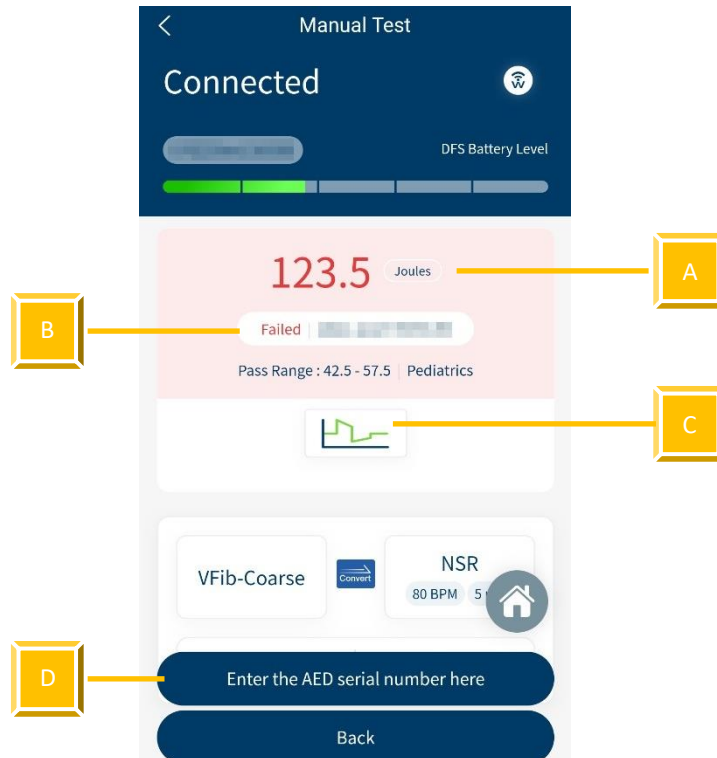 Manual Test
Connected
DFS Battery Level
123.5 Joules
A
B
Failed
Pass Range : 42.5 - 57.5 | Pediatrics
C
VFib-Coarse
Convert
NSR
80 BPM 5
D
Enter the AED serial number here
Back